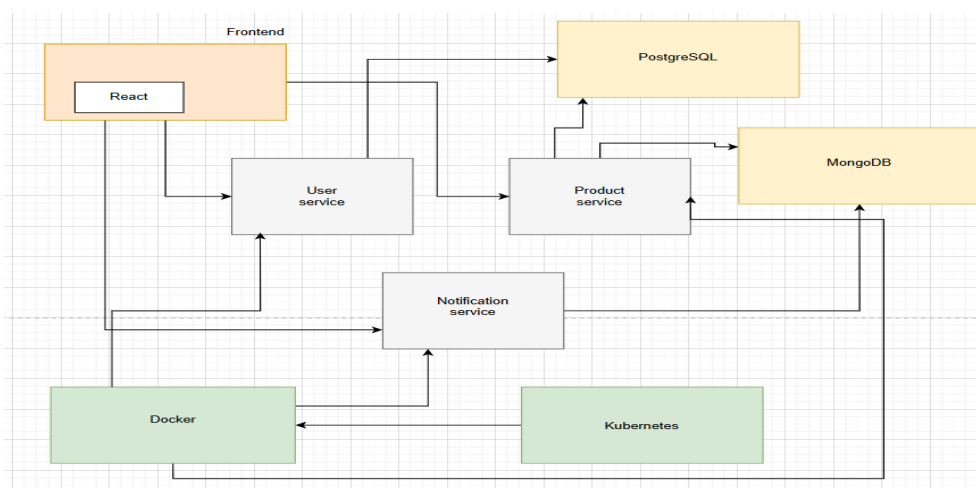 Frontend
React
PostgreSQL
MongoDB
User
service
Product
service
Notification
service
Docker
Kubernetes